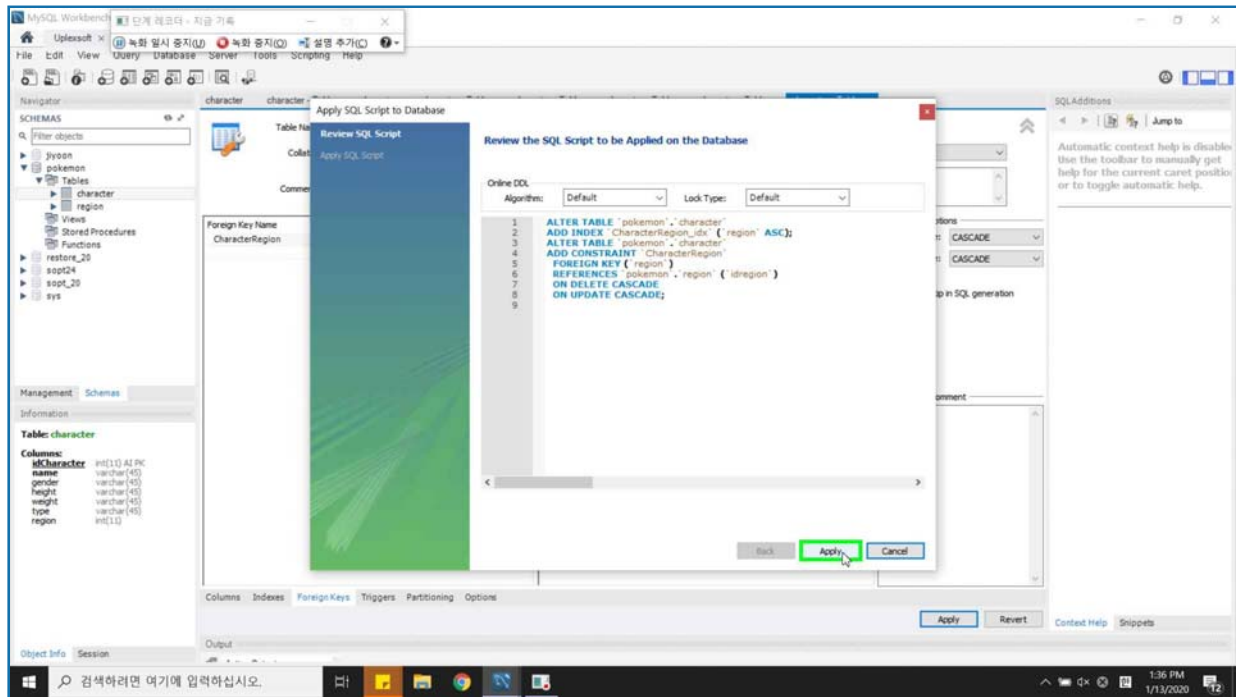 MySQL Workbench
단계 레코더 - 지금 기록
Uplexsoft ×
녹화 일시 중지(U) 녹화 중지(O) 설명 추가(C)
File Edit View Query Database Server Tools Scripting Help
Navigator
SCHEMAS
Filter objects
jiyoon
pokemon
Tables
character
region
Views
Stored Procedures
Functions
restore_20
sopt24
sopt_20
sys
Management Schemas
Information
Table: character
Columns:
idCharacter int(11) AI PK
name varchar(45)
gender varchar(45)
height varchar(45)
weight varchar(45)
type varchar(45)
region int(11)
Object Info Session
character character
Table Na
Collat
Comme
Foreign Key Name
CharacterRegion
Apply SQL Script to Database
Review SQL Script
Apply SQL Script
Review the SQL Script to be Applied on the Database
Online DDL
Algorithm: Default Lock Type: Default
1 ALTER TABLE `pokemon`.`character`
2 ADD INDEX `CharacterRegion_idx` (`region` ASC);
3 ALTER TABLE `pokemon`.`character`
4 ADD CONSTRAINT `CharacterRegion`
5 FOREIGN KEY (`region`)
6 REFERENCES `pokemon`.`region` (`idregion`)
7 ON DELETE CASCADE
8 ON UPDATE CASCADE;
9
Back Apply Cancel
CASCADE
CASCADE
in SQL generation
Columns Indexes Foreign Keys Triggers Partitioning Options
Apply Revert
Output
SQLAdditions
Jump to
Automatic context help is disable
Use the toolbar to manually get
help for the current caret positio
or to toggle automatic help.
Context Help Snippets
검색하려면 여기에 입력하십시오.
1:36 PM
1/13/2020
12